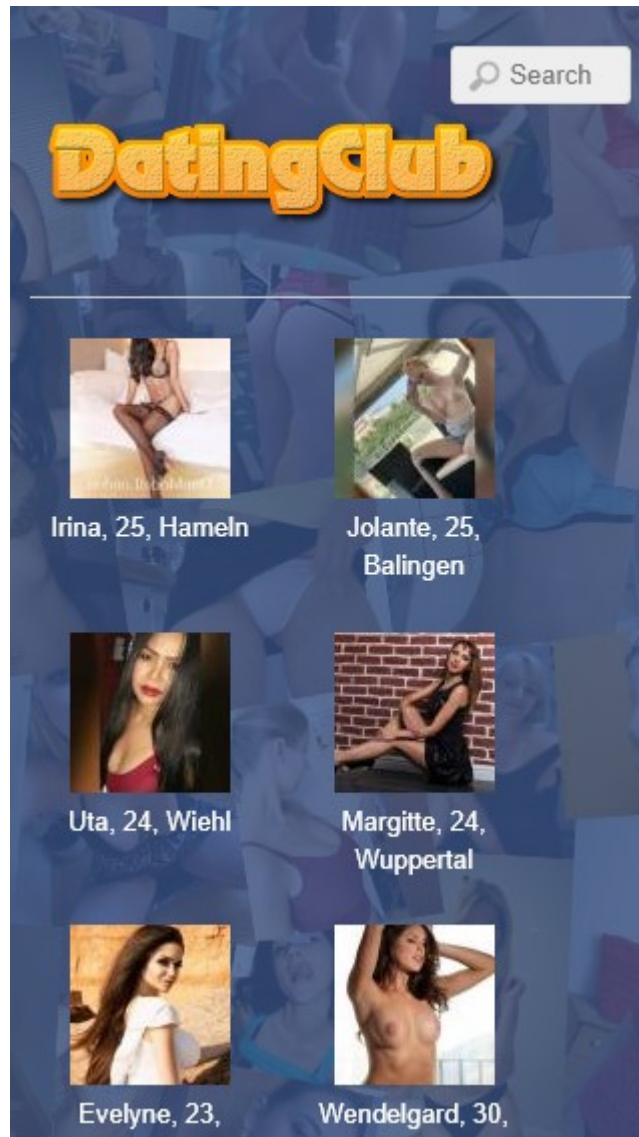 Search
DatingClub
Irina, 25, Hameln
Jolante, 25,
Balingen
Uta, 24, Wiehl
Margitte, 24,
Wuppertal
Evelyne, 23,
Wendelgard, 30,